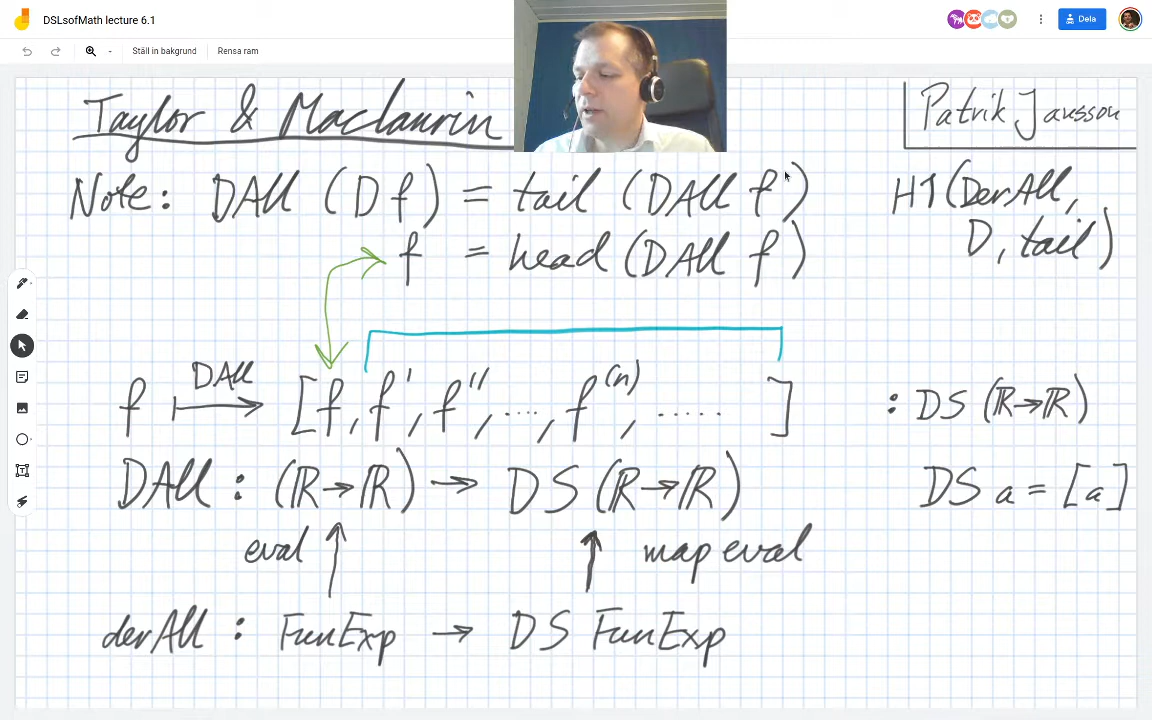 DSLsofMath lecture 6.1
Dela
Ställ in bakgrund
Rensa ram
Taylor & Maclaurin
Patrik Jansson
Note: DAll (D f) = tail (DAll f)
HT(DerAll,
D, tail)
f = head (DAll f)
f DAll↦ [f, f', f'', ...., f^(n), ..... ] : DS (ℝ→ℝ)
DAll : (ℝ→ℝ) → DS (ℝ→ℝ)
DS a = [a]
eval ↑ ↑ map eval
derAll : FunExp → DS FunExp